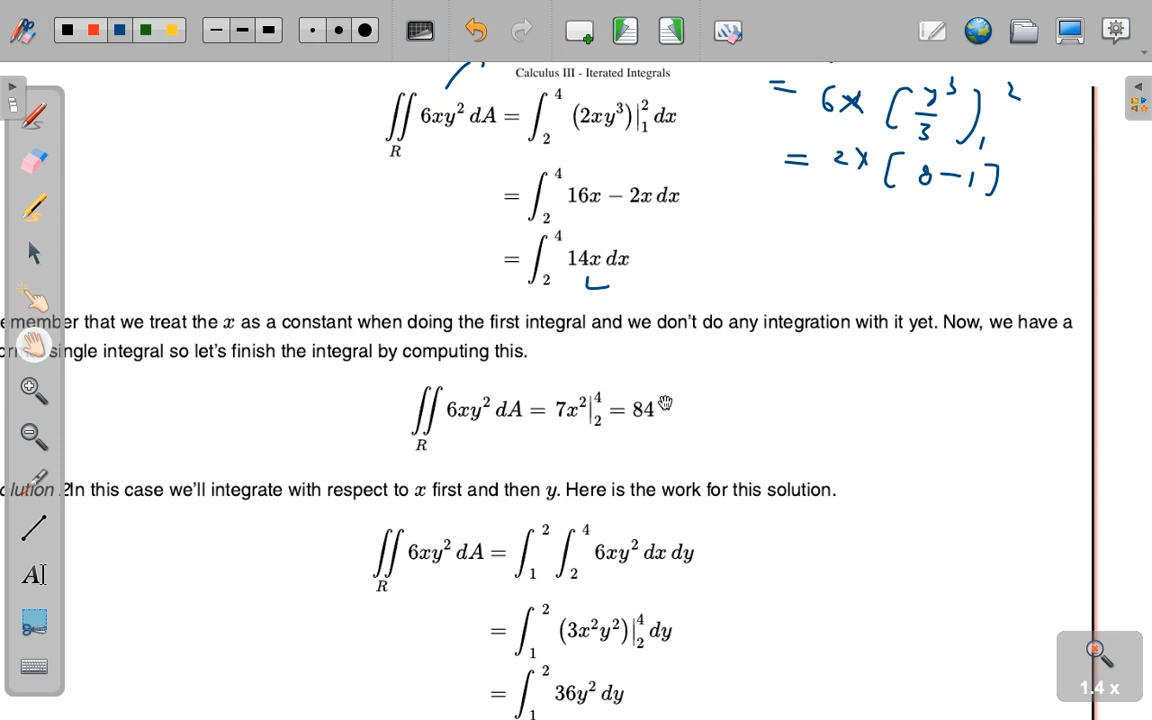 Calculus III - Iterated Integrals
∬_R 6xy² dA = ∫_2^4 (2xy³)|_1^2 dx
= ∫_2^4 16x − 2x dx
= ∫_2^4 14x dx
= 6x [y³/3]_1^2
= 2x [8−1]
emember that we treat the x as a constant when doing the first integral and we don't do any integration with it yet. Now, we have a
single integral so let's finish the integral by computing this.
∬_R 6xy² dA = 7x²|_2^4 = 84
lution 2 In this case we'll integrate with respect to x first and then y. Here is the work for this solution.
∬_R 6xy² dA = ∫_1^2 ∫_2^4 6xy² dx dy
= ∫_1^2 (3x²y²)|_2^4 dy
= ∫_1^2 36y² dy
A
1.4 x